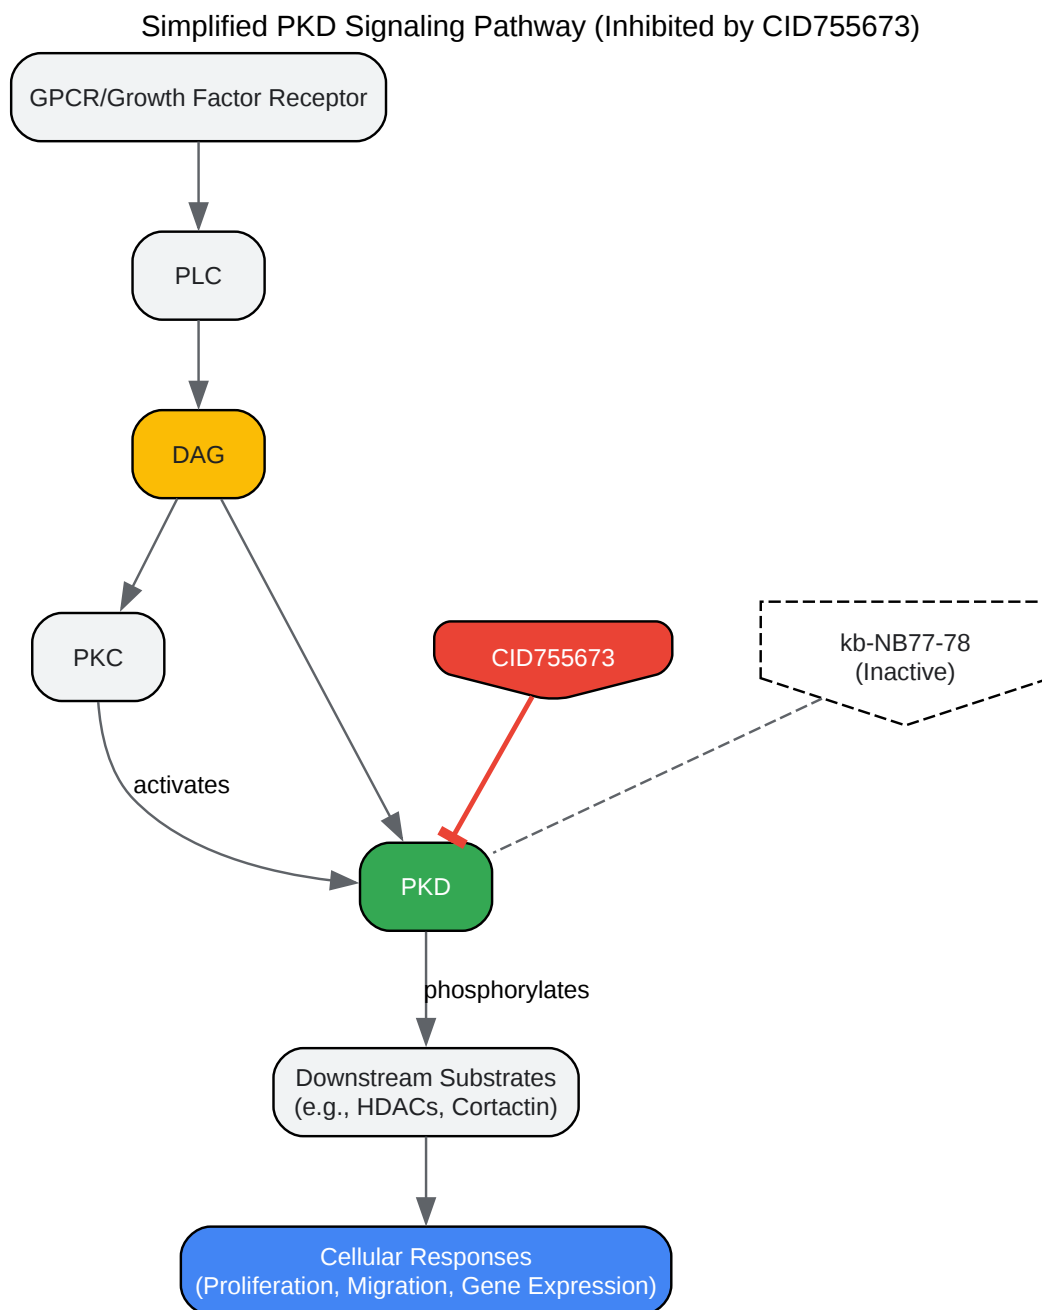 Simplified PKD Signaling Pathway (Inhibited by CID755673)
GPCR/Growth Factor Receptor
PLC
DAG
PKC
CID755673
kb-NB77-78
(Inactive)
activates
PKD
phosphorylates
Downstream Substrates
(e.g., HDACs, Cortactin)
Cellular Responses
(Proliferation, Migration, Gene Expression)